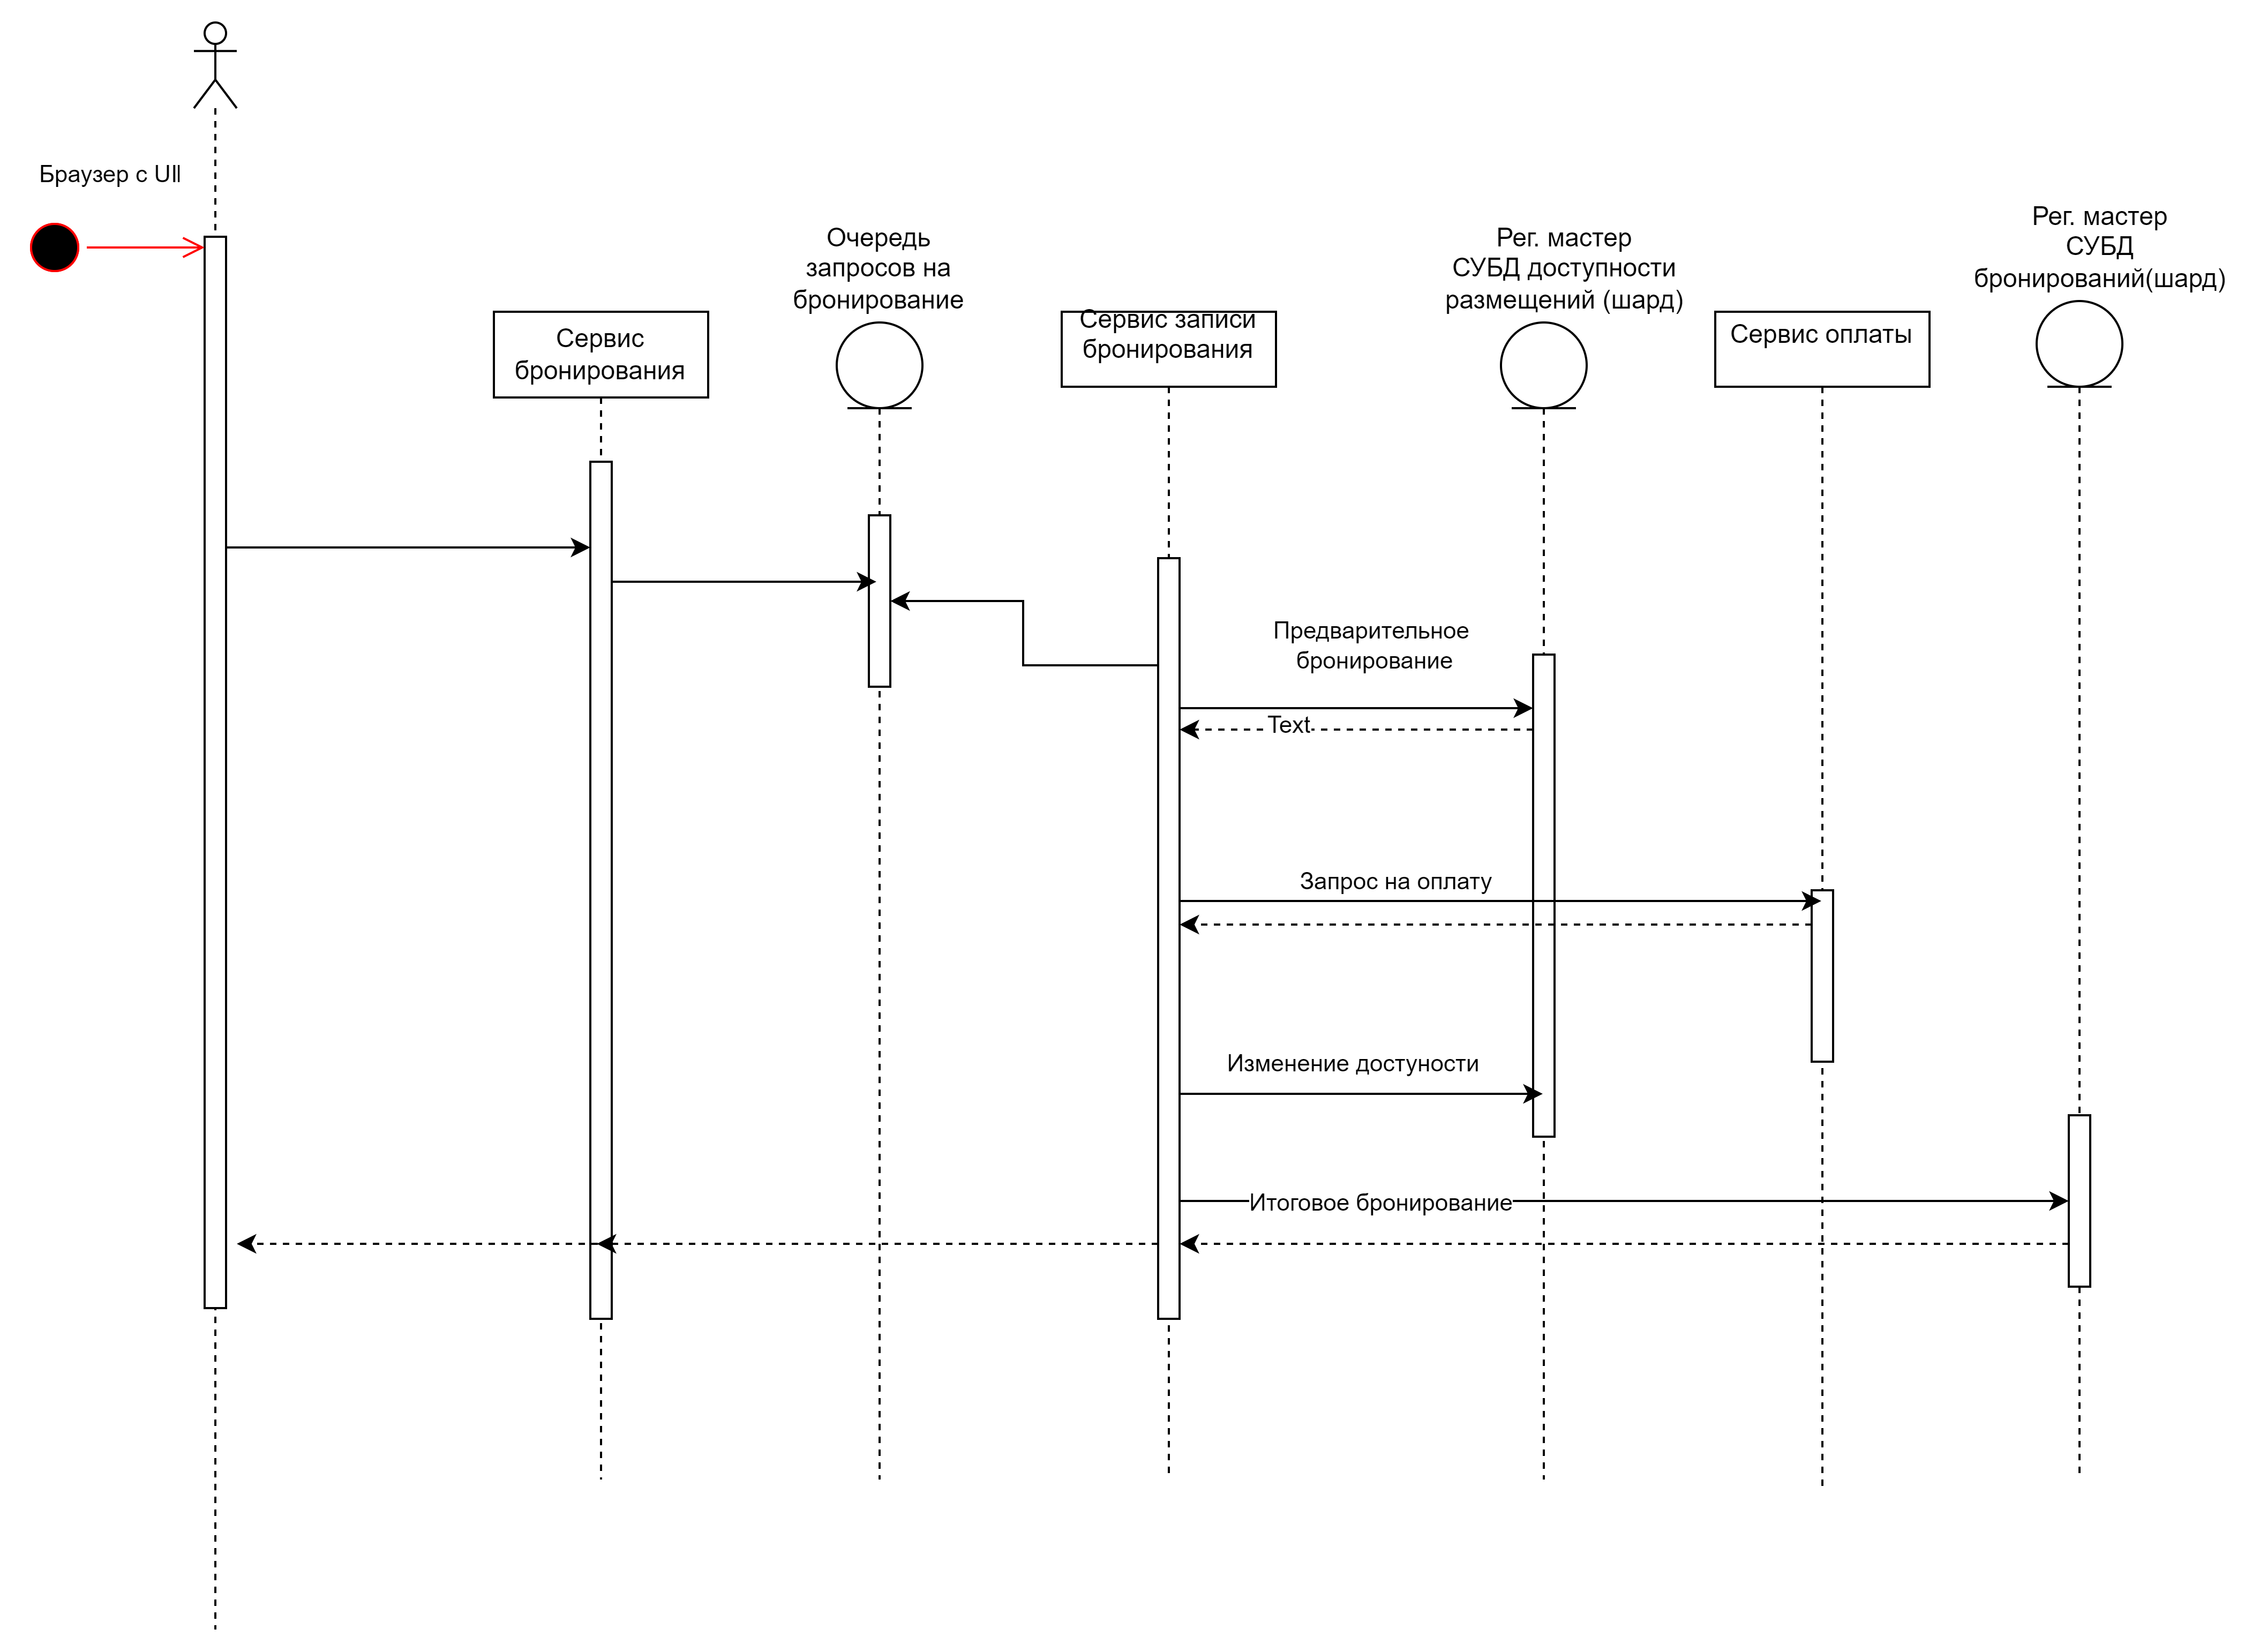 Браузер с UIl
Сервис
бронирования
Очередь
запросов на
бронирование
Сервис записи
бронирования
Рег. мастер
СУБД доступности
размещений (шард)
Сервис оплаты
Рег. мастер
СУБД
бронирований(шард)
Предварительное
бронирование
Text
Запрос на оплату
Изменение достуности
Итоговое бронирование